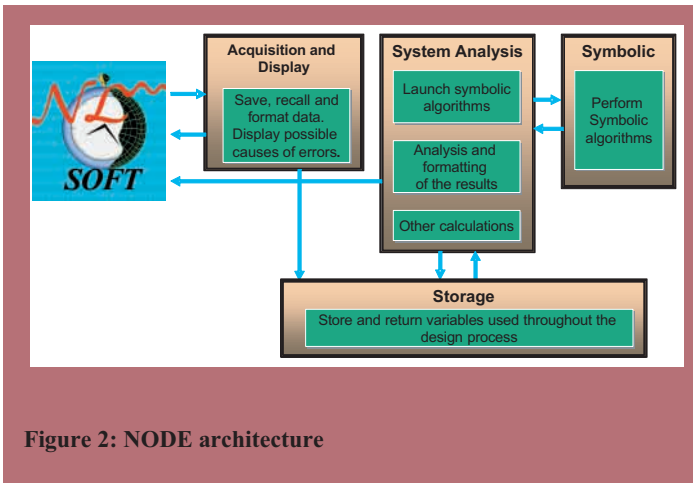 NL
SOFT
Acquisition and
Display
Save, recall and
format data.
Display possible
causes of errors.
System Analysis
Launch symbolic
algorithms
Analysis and
formatting
of the results
Other calculations
Symbolic
Perform
Symbolic
algorithms
Storage
Store and return variables used throughout the
design process
Figure 2: NODE architecture